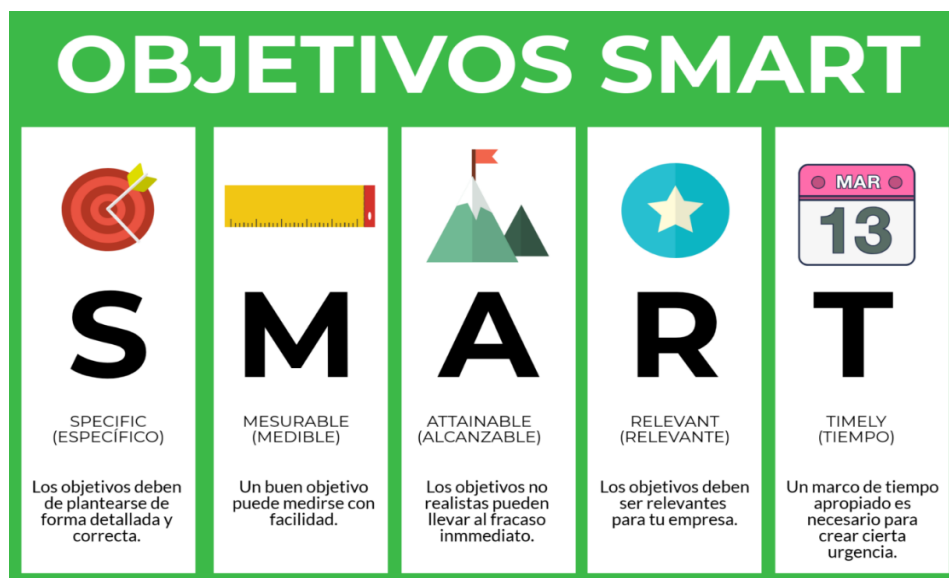 OBJETIVOS SMART
MAR
13
S
M
A
R
T
SPECIFIC
(ESPECÍFICO)
MESURABLE
(MEDIBLE)
ATTAINABLE
(ALCANZABLE)
RELEVANT
(RELEVANTE)
TIMELY
(TIEMPO)
Los objetivos deben
de plantearse de
forma detallada y
correcta.
Un buen objetivo
puede medirse con
facilidad.
Los objetivos no
realistas pueden
llevar al fracaso
inmmediato.
Los objetivos deben
ser relevantes
para tu empresa.
Un marco de tiempo
apropiado es
necesario para
crear cierta
urgencia.